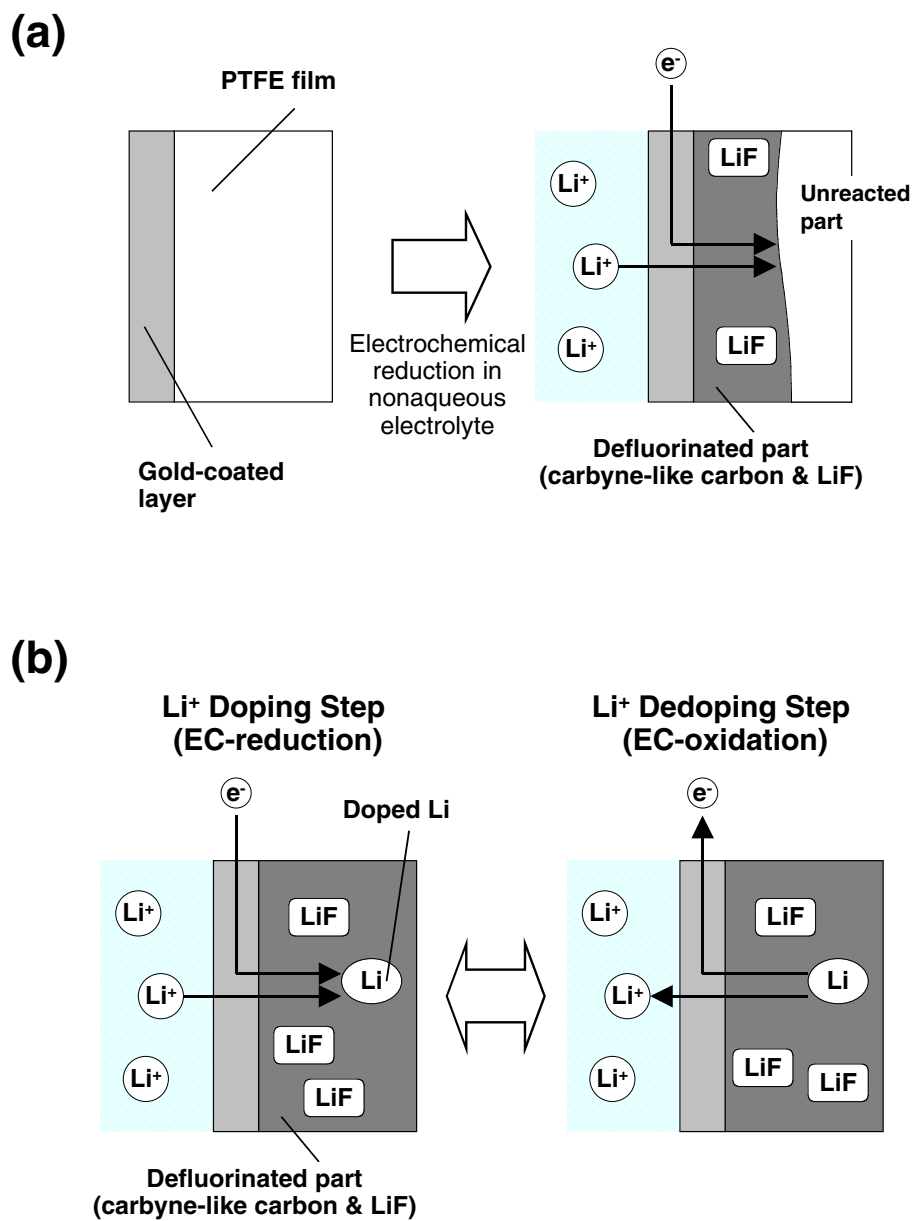 (a)
PTFE film
Gold-coated
layer
Electrochemical
reduction in
nonaqueous
electrolyte
e-
Li+
Li+
Li+
LiF
LiF
Unreacted
part
Defluorinated part
(carbyne-like carbon & LiF)
(b)
Li+ Doping Step
(EC-reduction)
e-
Doped Li
Li+
Li+
Li+
LiF
Li
LiF
LiF
Defluorinated part
(carbyne-like carbon & LiF)
Li+ Dedoping Step
(EC-oxidation)
e-
Li+
Li+
Li+
LiF
Li
LiF
LiF